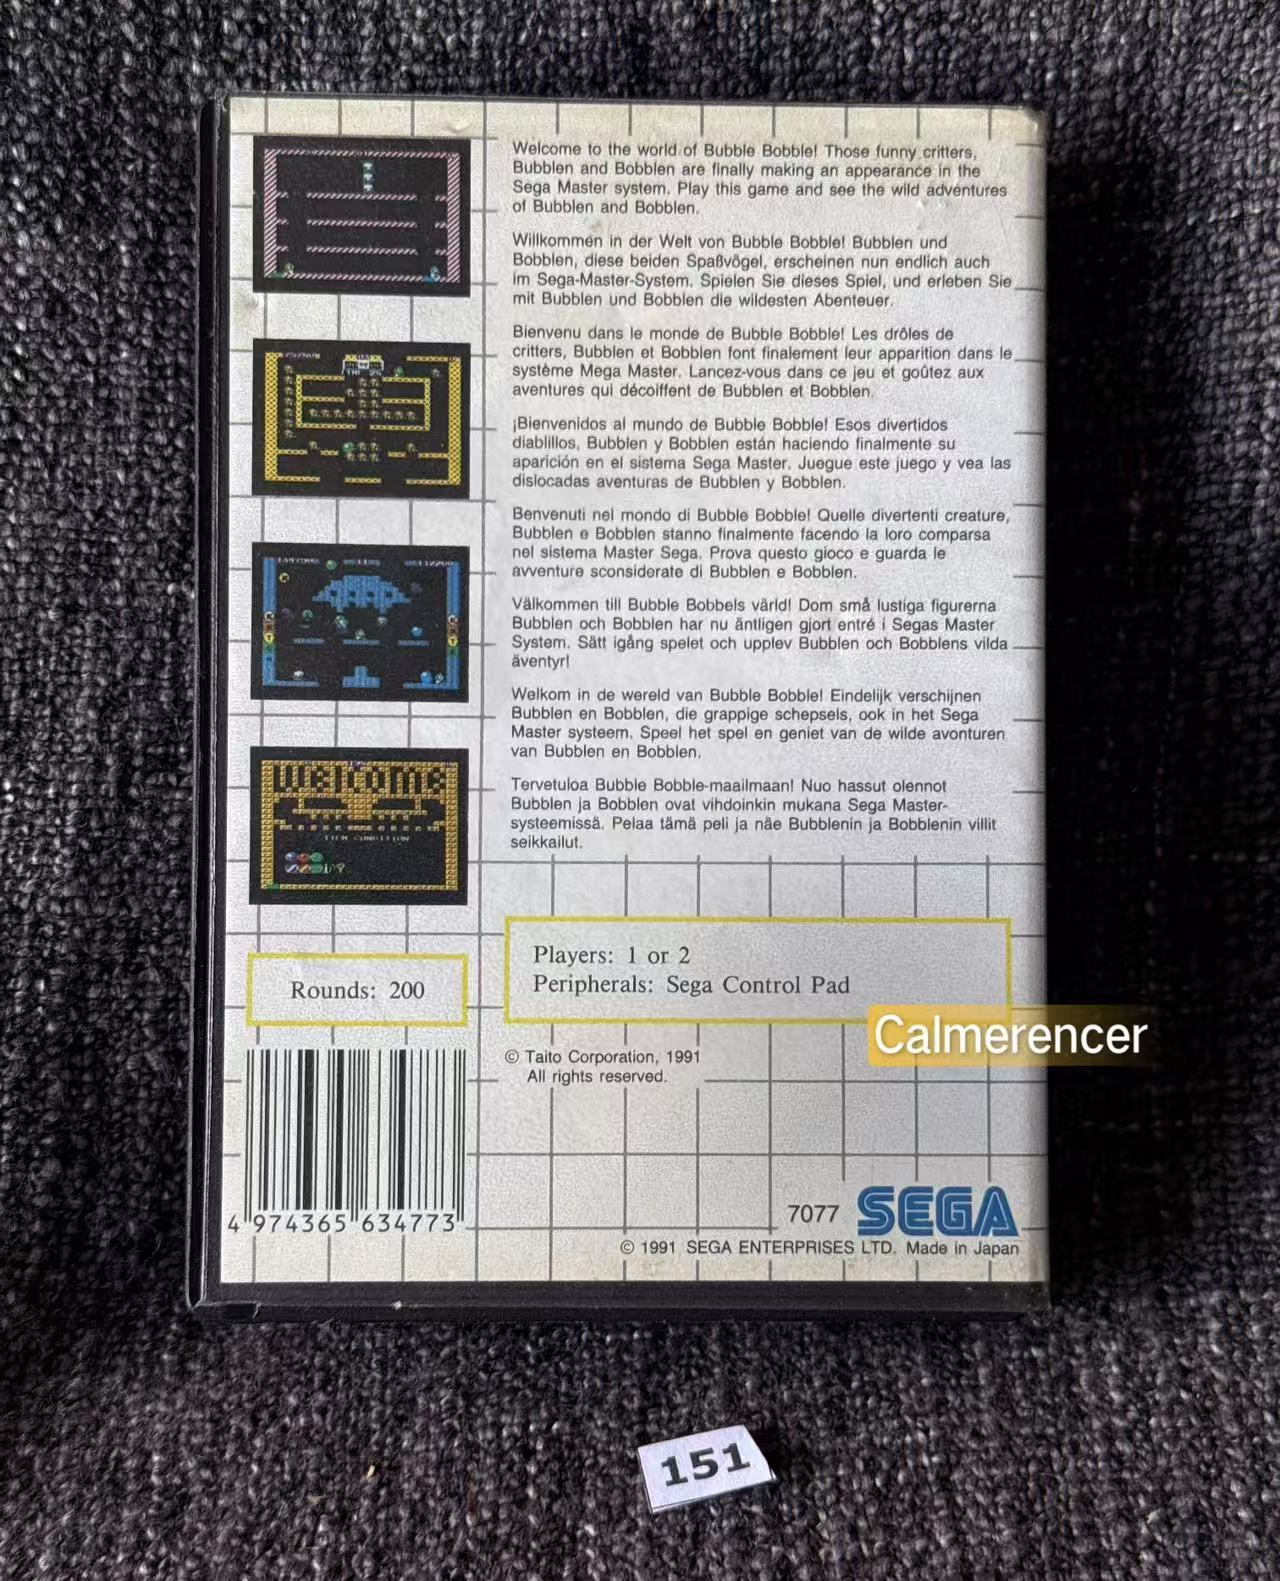 Welcome to the world of Bubble Bobble! Those funny critters,
Bubblen and Bobblen are finally making an appearance in the
Sega Master system. Play this game and see the wild adventures
of Bubblen and Bobblen.
Willkommen in der Welt von Bubble Bobble! Bubblen und
Bobblen, diese beiden Spaßvögel, erscheinen nun endlich auch
im Sega-Master-System. Spielen Sie dieses Spiel, und erleben Sie
mit Bubblen und Bobblen die wildesten Abenteuer.
Bienvenu dans le monde de Bubble Bobble! Les drôles de
critters, Bubblen et Bobblen font finalement leur apparition dans le
système Mega Master. Lancez-vous dans ce jeu et goûtez aux
aventures qui décoiffent de Bubblen et Bobblen.
¡Bienvenidos al mundo de Bubble Bobble! Esos divertidos
diablillos, Bubblen y Bobblen están haciendo finalmente su
aparición en el sistema Sega Master. Juegue este juego y vea las
dislocadas aventuras de Bubblen y Bobblen.
Benvenuti nel mondo di Bubble Bobble! Quelle divertenti creature,
Bubblen e Bobblen stanno finalmente facendo la loro comparsa
nel sistema Master Sega. Prova questo gioco e guarda le
avventure sconsiderate di Bubblen e Bobblen.
Välkommen till Bubble Bobbels värld! Dom små lustiga figurerna
Bubblen och Bobblen har nu äntligen gjort entré i Segas Master
System. Sätt igång spelet och upplev Bubblen och Bobblens vilda
äventyr!
Welkom in de wereld van Bubble Bobble! Eindelijk verschijnen
Bubblen en Bobblen, die grappige schepsels, ook in het Sega
Master systeem. Speel het spel en geniet van de wilde avonturen
van Bubblen en Bobblen.
Tervetuloa Bubble Bobble-maailmaan! Nuo hassut olennot
Bubblen ja Bobblen ovat vihdoinkin mukana Sega Master-
systeemissä. Pelaa tämä peli ja näe Bubblenin ja Bobblenin villit
seikkailut.
Welcome
ITEM CONDITION
Rounds: 200
Players: 1 or 2
Peripherals: Sega Control Pad
Calmerencer
© Taito Corporation, 1991
All rights reserved.
4 974365 634773
7077 SEGA
© 1991 SEGA ENTERPRISES LTD. Made in Japan
151